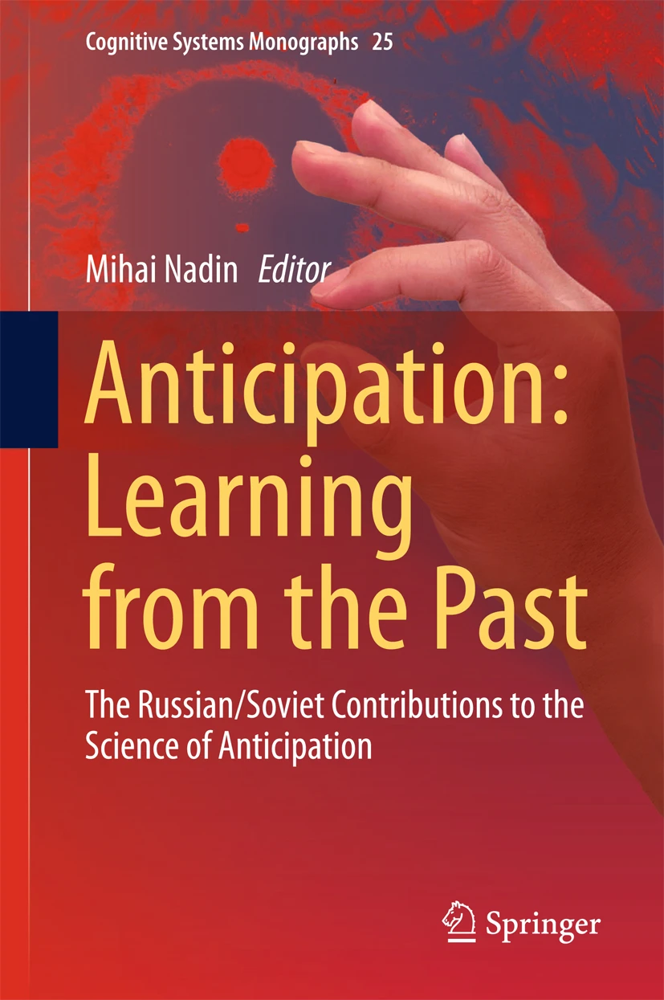 Cognitive Systems Monographs 25
Mihai Nadin Editor
Anticipation:
Learning
from the Past
The Russian/Soviet Contributions to the
Science of Anticipation
Springer